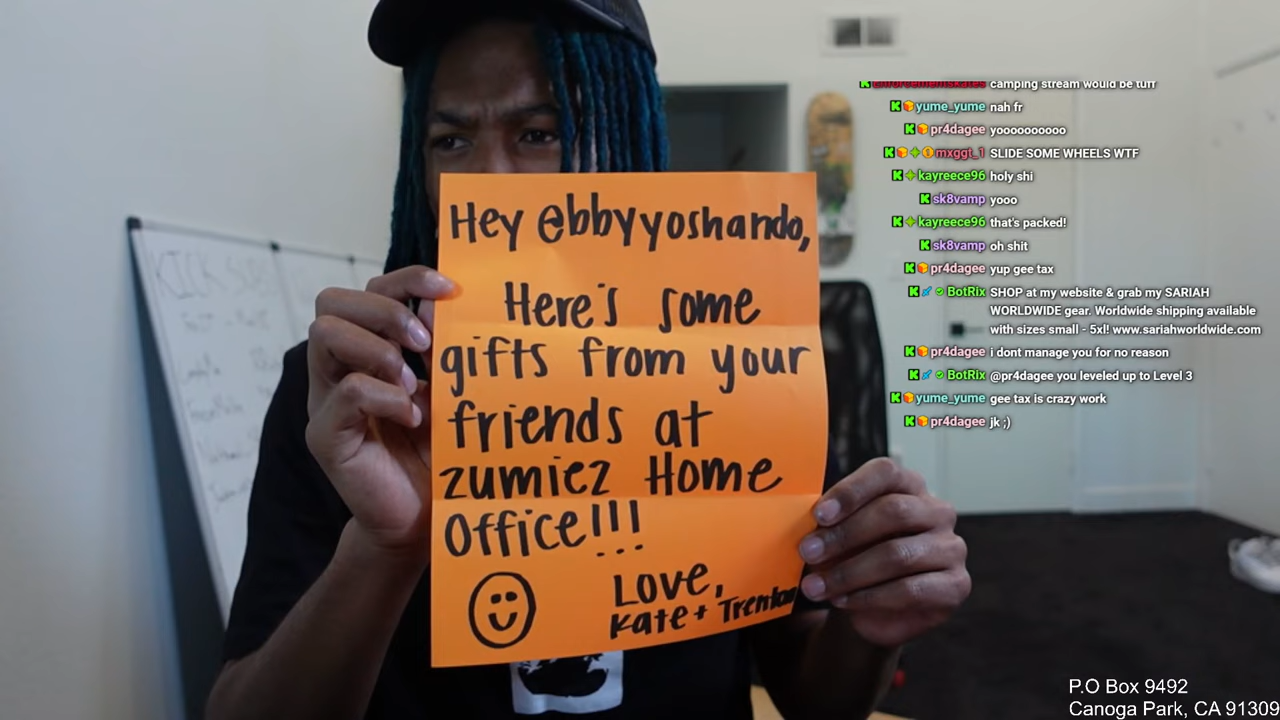 Hey @bbyyoshando,
Here's some
gifts from your
friends at
zumiez Home
Office!!!
Love,
Kate + Trenton
enforcementskates camping stream would be tuff
yume_yume nah fr
pr4dagee yoooooooooo
mxggt_1 SLIDE SOME WHEELS WTF
kayreece96 holy shi
sk8vamp yooo
kayreece96 that's packed!
sk8vamp oh shit
pr4dagee yup gee tax
BotRix SHOP at my website & grab my SARIAH
WORLDWIDE gear. Worldwide shipping available
with sizes small - 5xl! www.sariahworldwide.com
pr4dagee i dont manage you for no reason
BotRix @pr4dagee you leveled up to Level 3
yume_yume gee tax is crazy work
pr4dagee jk ;)
P.O Box 9492
Canoga Park, CA 91309